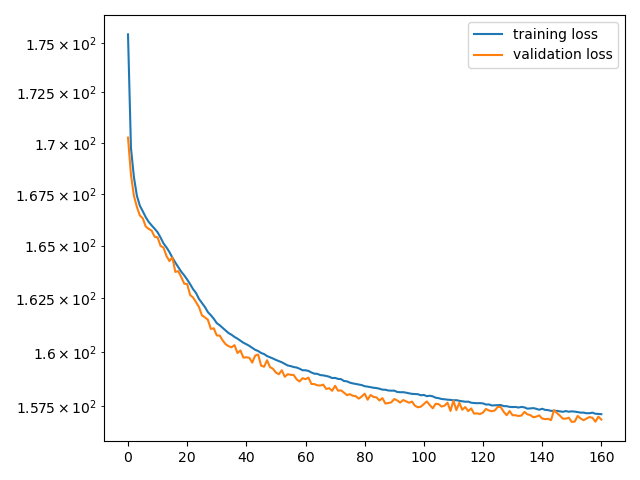 training loss
validation loss
1.75 × 10²
1.725 × 10²
1.7 × 10²
1.675 × 10²
1.65 × 10²
1.625 × 10²
1.6 × 10²
1.575 × 10²
0 20 40 60 80 100 120 140 160